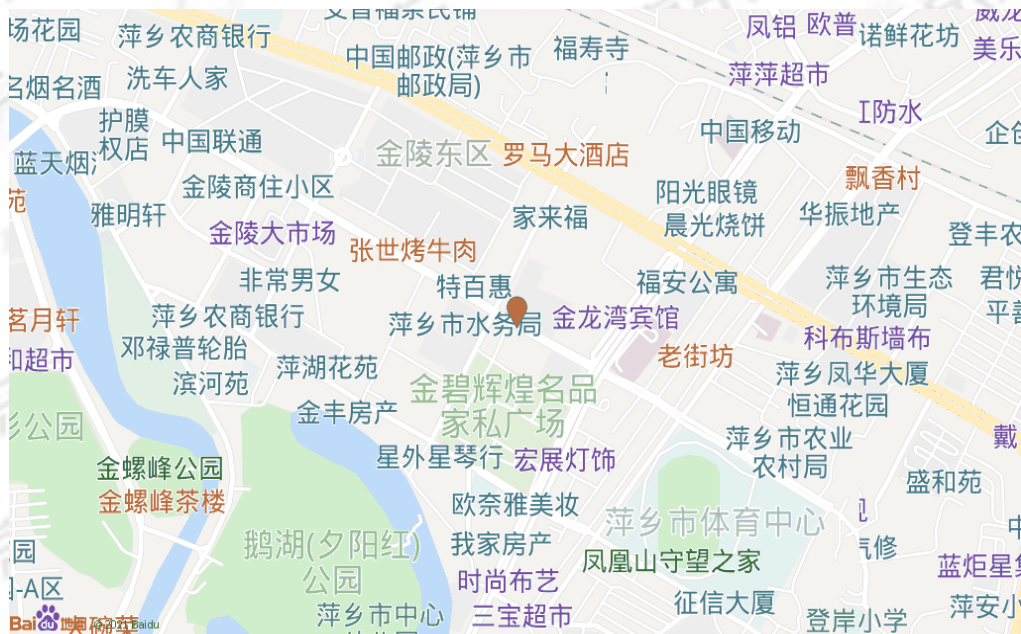 场花园
萍乡农商银行
中国邮政(萍乡市
邮政局)
福寿寺
凤铝
欧普
诺鲜花坊
美乐
名烟名酒
洗车人家
萍萍超市
护膜
权店
中国联通
中国移动
防水
蓝天烟
金陵东区
罗马大酒店
苑
金陵商住小区
阳光眼镜
飘香村
雅明轩
家来福
晨光烧饼
华振地产
金陵大市场
张世烤牛肉
登丰农
非常男女
特百惠
福安公寓
萍乡市生态
环境局
君悦
平善
茗月轩
萍乡农商银行
萍乡市水务局
金龙湾宾馆
和超市
邓禄普轮胎
老街坊
科布斯墙布
滨河苑
萍湖花苑
金碧辉煌名品
家私广场
萍乡凤华大厦
恒通花园
金丰房产
影公园
萍乡市农业
农村局
戴
金螺峰公园
星外星琴行
宏展灯饰
盛和苑
金螺峰茶楼
欧奈雅美妆
萍乡市体育中心
鹅湖(夕阳红)
公园
我家房产
凤凰山守望之家
汽修
园
蓝炬星集
-A区
时尚布艺
征信大厦
萍安小
萍乡市中心
三宝超市
登岸小学
Bai du 地图
© 2021 Baidu